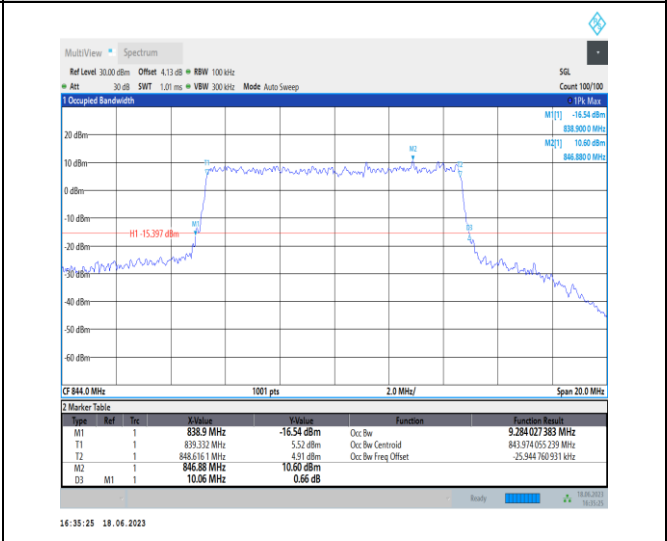 MultiView Spectrum
Ref Level 30.00 dBm Offset 4.13 dB RBW 100 kHz SGL
Att 30 dB SWT 1.01 ms VBW 300 kHz Mode Auto Sweep Count 100/100
1 Occupied Bandwidth 1Pk Max
M1[1] -16.54 dBm
838.900 0 MHz
M2[1] 10.60 dBm
846.880 0 MHz
20 dBm
M2
10 dBm
T1
T2
0 dBm
-10 dBm
M1
H1 -15.397 dBm
D3
-20 dBm
-30 dBm
-40 dBm
-50 dBm
-60 dBm
CF 844.0 MHz 1001 pts 2.0 MHz/ Span 20.0 MHz
2 Marker Table
Type Ref Trc X-Value Y-Value Function Function Result
M1 1 838.9 MHz -16.54 dBm Occ Bw 9.284 027 383 MHz
T1 1 839.332 MHz 5.52 dBm Occ Bw Centroid 843.974 055 239 MHz
T2 1 848.616 1 MHz 4.91 dBm Occ Bw Freq Offset -25.944 760 931 kHz
M2 1 846.88 MHz 10.60 dBm
D3 M1 1 10.06 MHz 0.66 dB
Ready 18.06.2023
16:35:25
16:35:25 18.06.2023